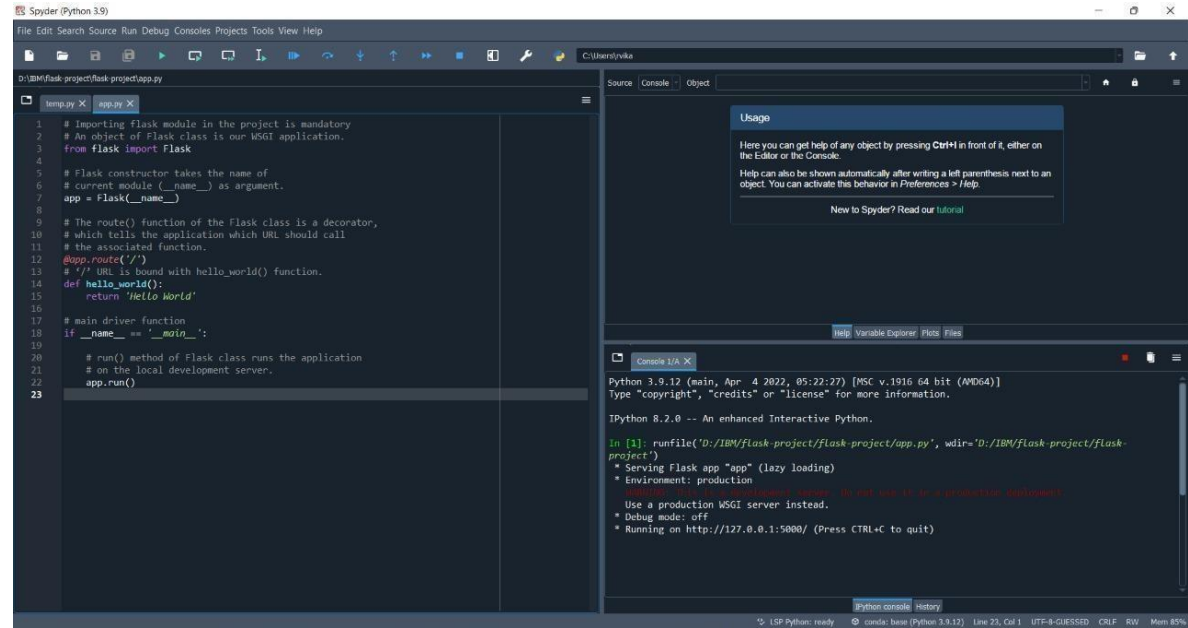 Spyder (Python 3.9)
File Edit Search Source Run Debug Consoles Projects Tools View Help
C:\Users\rvika
D:\IBM\flask-project\flask-project\app.py
temp.py app.py
1 # Importing flask module in the project is mandatory
2 # An object of Flask class is our WSGI application.
3 from flask import Flask
4
5 # Flask constructor takes the name of
6 # current module (__name__) as argument.
7 app = Flask(__name__)
8
9 # The route() function of the Flask class is a decorator,
10 # which tells the application which URL should call
11 # the associated function.
12 @app.route('/')
13 # ‘/’ URL is bound with hello_world() function.
14 def hello_world():
15 return 'Hello World'
16
17 # main driver function
18 if __name__ == '__main__':
19
20 # run() method of Flask class runs the application
21 # on the local development server.
22 app.run()
23
Source Console Object
Usage
Here you can get help of any object by pressing Ctrl+I in front of it, either on
the Editor or the Console.
Help can also be shown automatically after writing a left parenthesis next to an
object. You can activate this behavior in Preferences > Help.
New to Spyder? Read our tutorial
Help Variable Explorer Plots Files
Console 1/A
Python 3.9.12 (main, Apr 4 2022, 05:22:27) [MSC v.1916 64 bit (AMD64)]
Type "copyright", "credits" or "license" for more information.
IPython 8.2.0 -- An enhanced Interactive Python.
In [1]: runfile('D:/IBM/flask-project/flask-project/app.py', wdir='D:/IBM/flask-project/flask-
project')
* Serving Flask app "app" (lazy loading)
* Environment: production
WARNING: This is a development server. Do not use it in a production deployment.
Use a production WSGI server instead.
* Debug mode: off
* Running on http://127.0.0.1:5000/ (Press CTRL+C to quit)
IPython console History
LSP Python: ready conda: base (Python 3.9.12) Line 23, Col 1 UTF-8-GUESSED CRLF RW Mem 85%